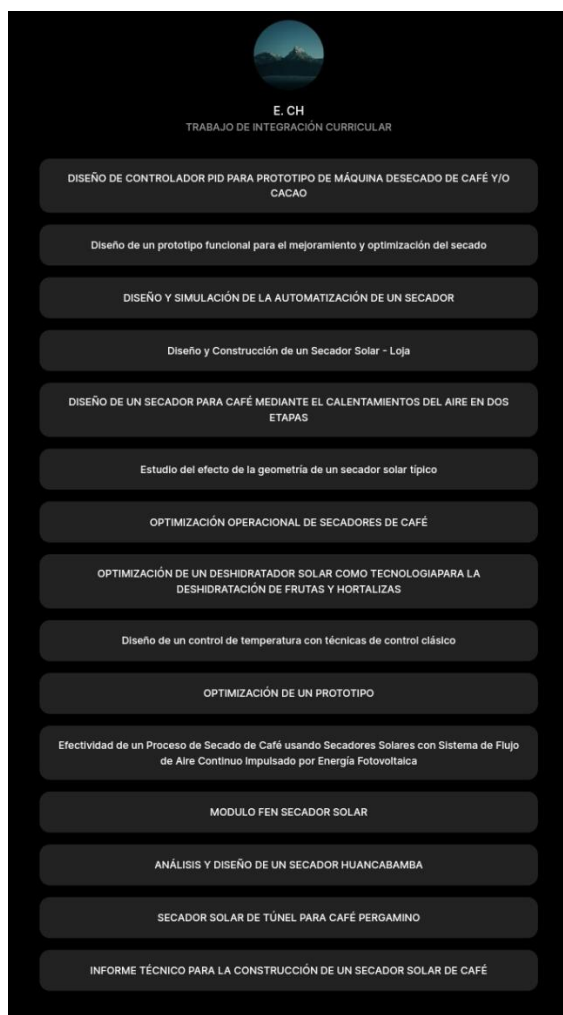 E. CH
TRABAJO DE INTEGRACIÓN CURRICULAR
DISEÑO DE CONTROLADOR PID PARA PROTOTIPO DE MÁQUINA DESECADO DE CAFÉ Y/O
CACAO
Diseño de un prototipo funcional para el mejoramiento y optimización del secado
DISEÑO Y SIMULACIÓN DE LA AUTOMATIZACIÓN DE UN SECADOR
Diseño y Construcción de un Secador Solar - Loja
DISEÑO DE UN SECADOR PARA CAFÉ MEDIANTE EL CALENTAMIENTOS DEL AIRE EN DOS
ETAPAS
Estudio del efecto de la geometría de un secador solar típico
OPTIMIZACIÓN OPERACIONAL DE SECADORES DE CAFÉ
OPTIMIZACIÓN DE UN DESHIDRATADOR SOLAR COMO TECNOLOGIAPARA LA
DESHIDRATACIÓN DE FRUTAS Y HORTALIZAS
Diseño de un control de temperatura con técnicas de control clásico
OPTIMIZACIÓN DE UN PROTOTIPO
Efectividad de un Proceso de Secado de Café usando Secadores Solares con Sistema de Flujo
de Aire Continuo Impulsado por Energía Fotovoltaica
MODULO FEN SECADOR SOLAR
ANÁLISIS Y DISEÑO DE UN SECADOR HUANCABAMBA
SECADOR SOLAR DE TÚNEL PARA CAFÉ PERGAMINO
INFORME TÉCNICO PARA LA CONSTRUCCIÓN DE UN SECADOR SOLAR DE CAFÉ